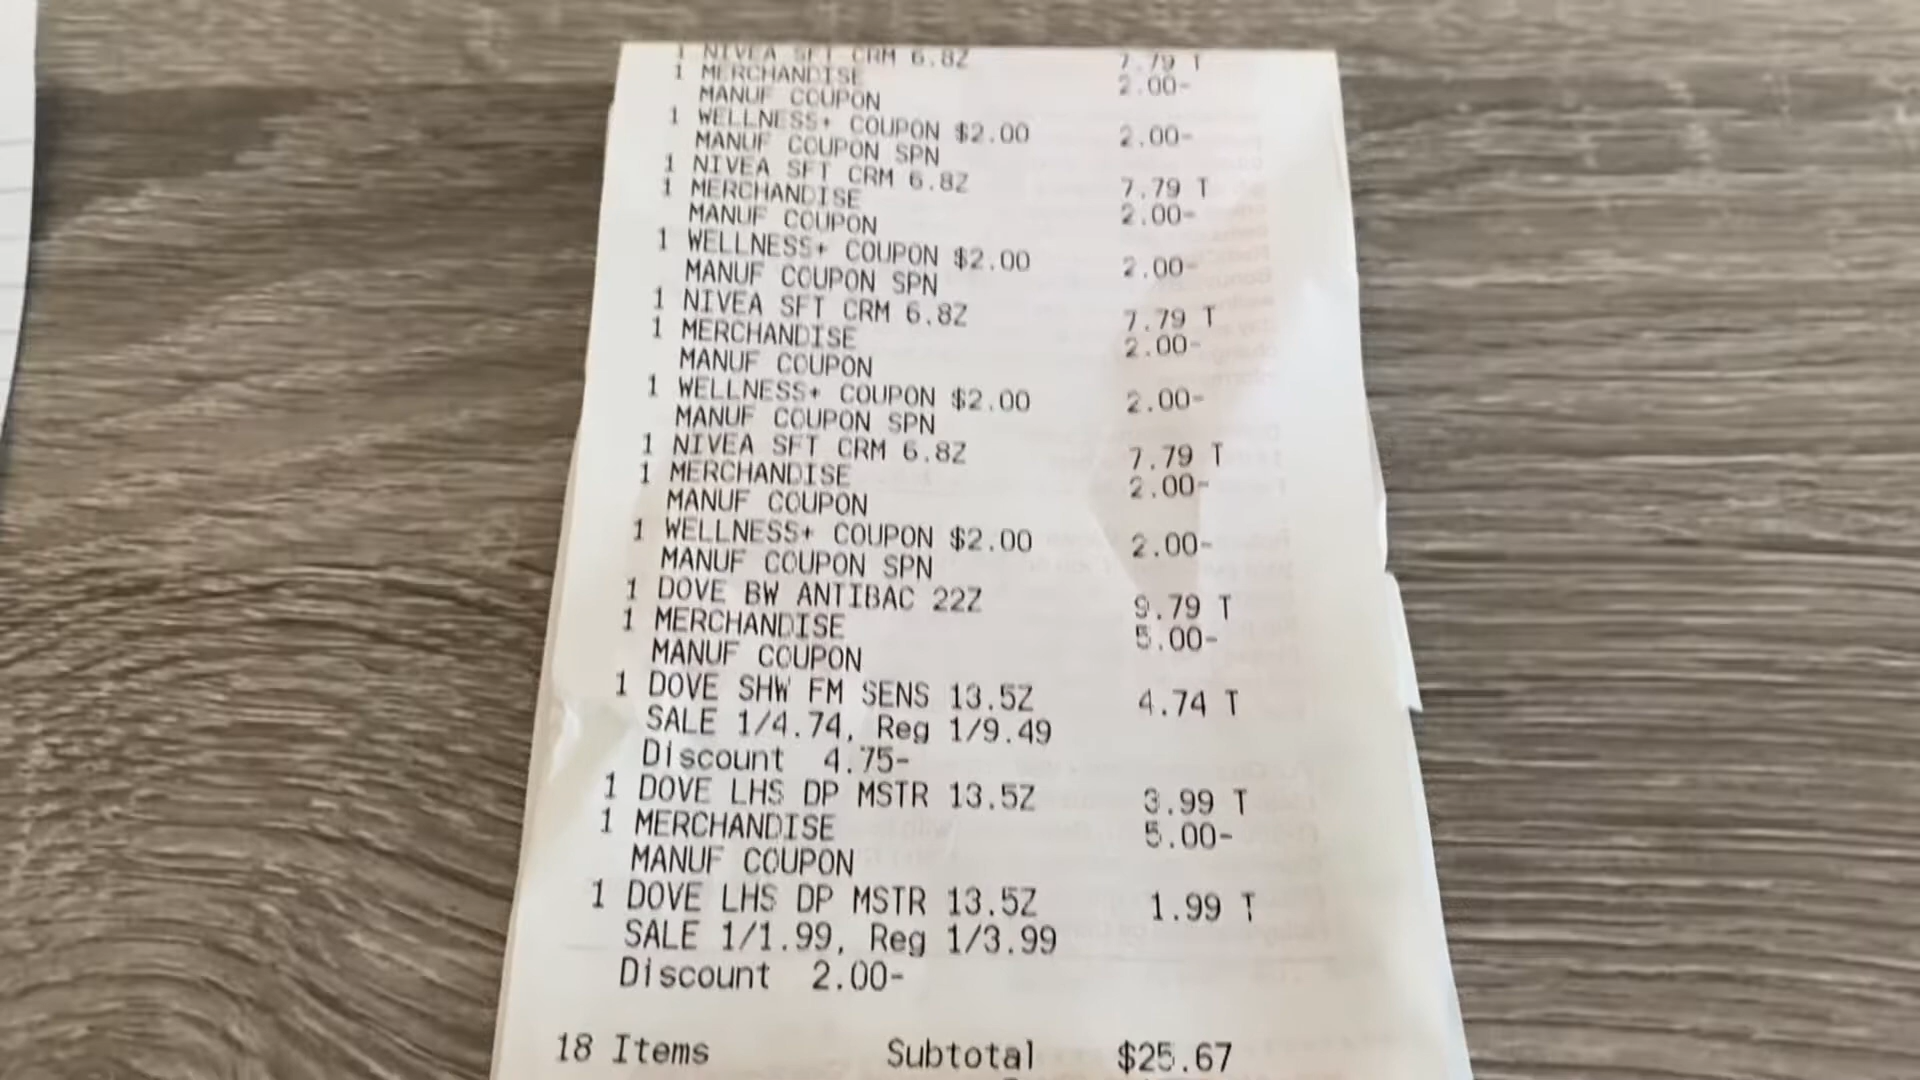 1 NIVEA SFT CRM 6.8Z 7.79 T
1 MERCHANDISE 2.00-
MANUF COUPON
1 WELLNESS+ COUPON $2.00 2.00-
MANUF COUPON SPN
1 NIVEA SFT CRM 6.8Z 7.79 T
1 MERCHANDISE 2.00-
MANUF COUPON
1 WELLNESS+ COUPON $2.00 2.00-
MANUF COUPON SPN
1 NIVEA SFT CRM 6.8Z 7.79 T
1 MERCHANDISE 2.00-
MANUF COUPON
1 WELLNESS+ COUPON $2.00 2.00-
MANUF COUPON SPN
1 NIVEA SFT CRM 6.8Z 7.79 T
1 MERCHANDISE 2.00-
MANUF COUPON
1 WELLNESS+ COUPON $2.00 2.00-
MANUF COUPON SPN
1 DOVE BW ANTIBAC 22Z 9.79 T
1 MERCHANDISE 5.00-
MANUF COUPON
1 DOVE SHW FM SENS 13.5Z 4.74 T
SALE 1/4.74, Reg 1/9.49
Discount 4.75-
1 DOVE LHS DP MSTR 13.5Z 3.99 T
1 MERCHANDISE 5.00-
MANUF COUPON
1 DOVE LHS DP MSTR 13.5Z 1.99 T
SALE 1/1.99, Reg 1/3.99
Discount 2.00-
18 Items Subtotal $25.67